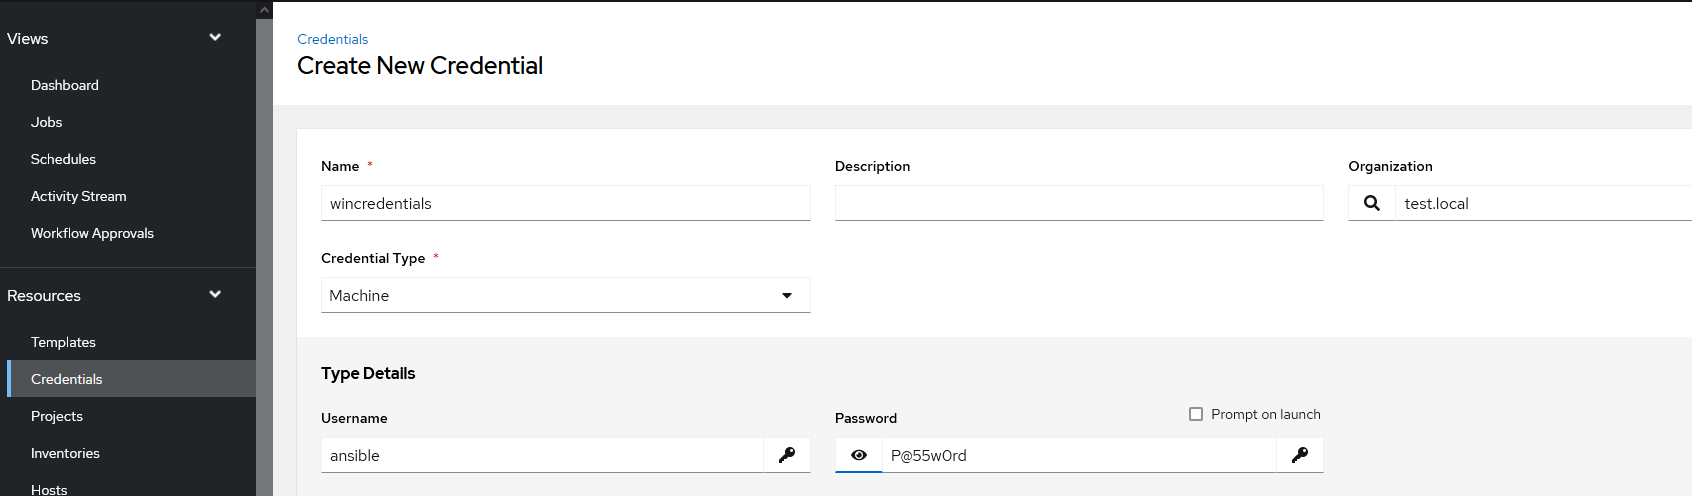 Views
Dashboard
Jobs
Schedules
Activity Stream
Workflow Approvals
Resources
Templates
Credentials
Projects
Inventories
Hosts
Credentials
Create New Credential
Name *
Description
Organization
wincredentials
test.local
Credential Type *
Machine
Type Details
Username
Password
Prompt on launch
ansible
P@55w0rd